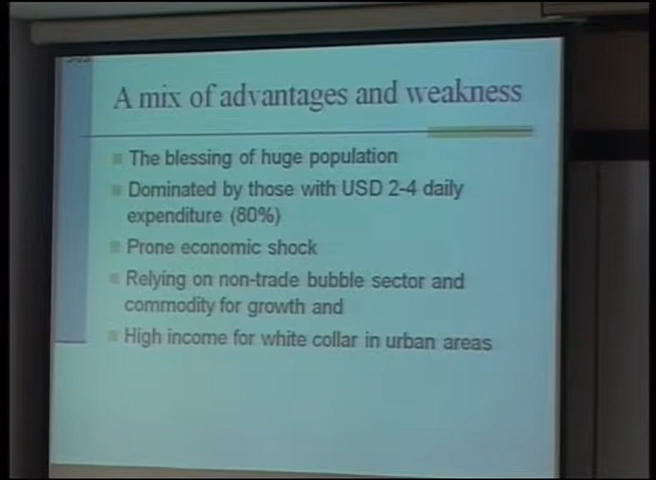 A mix of advantages and weakness
The blessing of huge population
Dominated by those with USD 2-4 daily
expenditure (80%)
Prone economic shock
Relying on non-trade bubble sector and
commodity for growth and
High income for white collar in urban areas